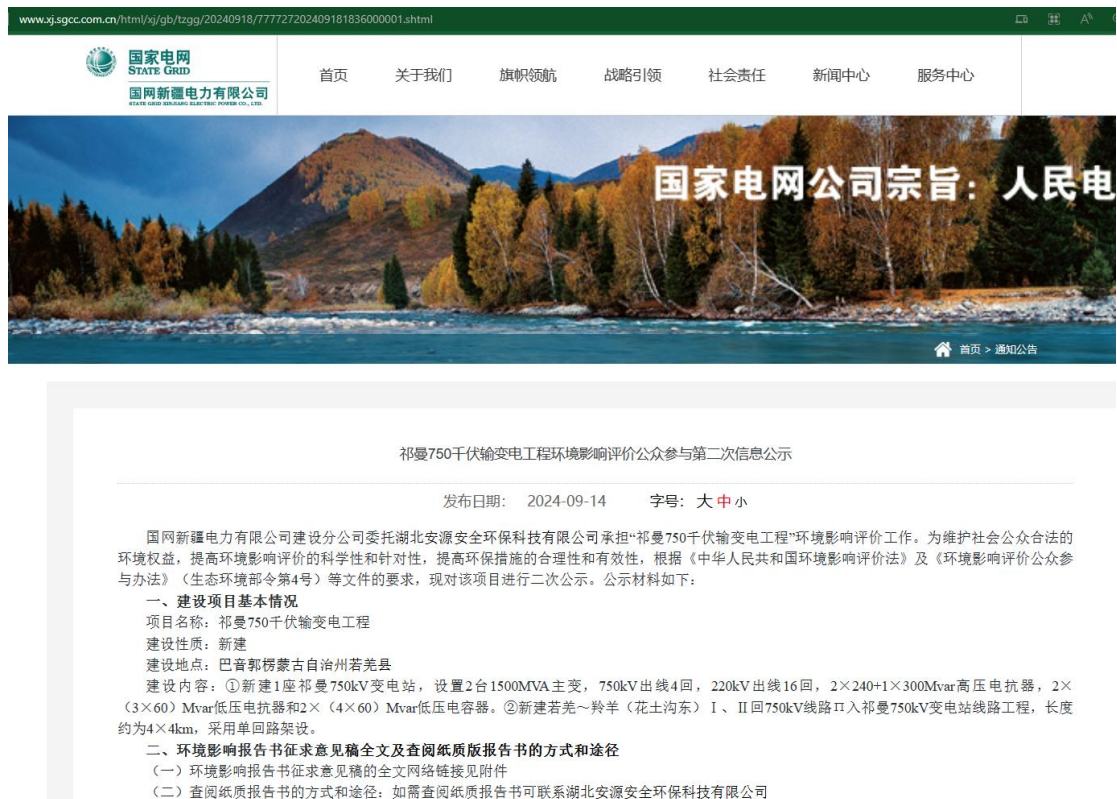 www.xj.sgcc.com.cn/html/xj/gb/tzgg/20240918/777727202409181836000001.shtml
国家电网
STATE GRID
国网新疆电力有限公司
STATE GRID XINJIANG ELECTRIC POWER CO., LTD.
首页 关于我们 旗帜领航 战略引领 社会责任 新闻中心 服务中心
国家电网公司宗旨：人民电
首页 > 通知公告
祁曼750千伏输变电工程环境影响评价公众参与第二次信息公示
发布日期： 2024-09-14 字号： 大 中 小
国网新疆电力有限公司建设分公司委托湖北安源安全环保科技有限公司承担“祁曼750千伏输变电工程”环境影响评价工作。为维护社会公众合法的
环境权益，提高环境影响评价的科学性和针对性，提高环保措施的合理性和有效性，根据《中华人民共和国环境影响评价法》及《环境影响评价公众参
与办法》（生态环境部令第4号）等文件的要求，现对该项目进行二次公示。公示材料如下：
一、建设项目基本情况
项目名称：祁曼750千伏输变电工程
建设性质：新建
建设地点：巴音郭楞蒙古自治州若羌县
建设内容：①新建1座祁曼750kV变电站，设置2台1500MVA主变，750kV出线4回，220kV出线16回，2×240+1×300Mvar高压电抗器，2×
（3×60）Mvar低压电抗器和2×（4×60）Mvar低压电容器。②新建若羌～羚羊（花土沟东）Ⅰ、Ⅱ回750kV线路π入祁曼750kV变电站线路工程，长度
约为4×4km，采用单回路架设。
二、环境影响报告书征求意见稿全文及查阅纸质版报告书的方式和途径
（一）环境影响报告书征求意见稿的全文网络链接见附件
（二）查阅纸质报告书的方式和途径：如需查阅纸质报告书可联系湖北安源安全环保科技有限公司